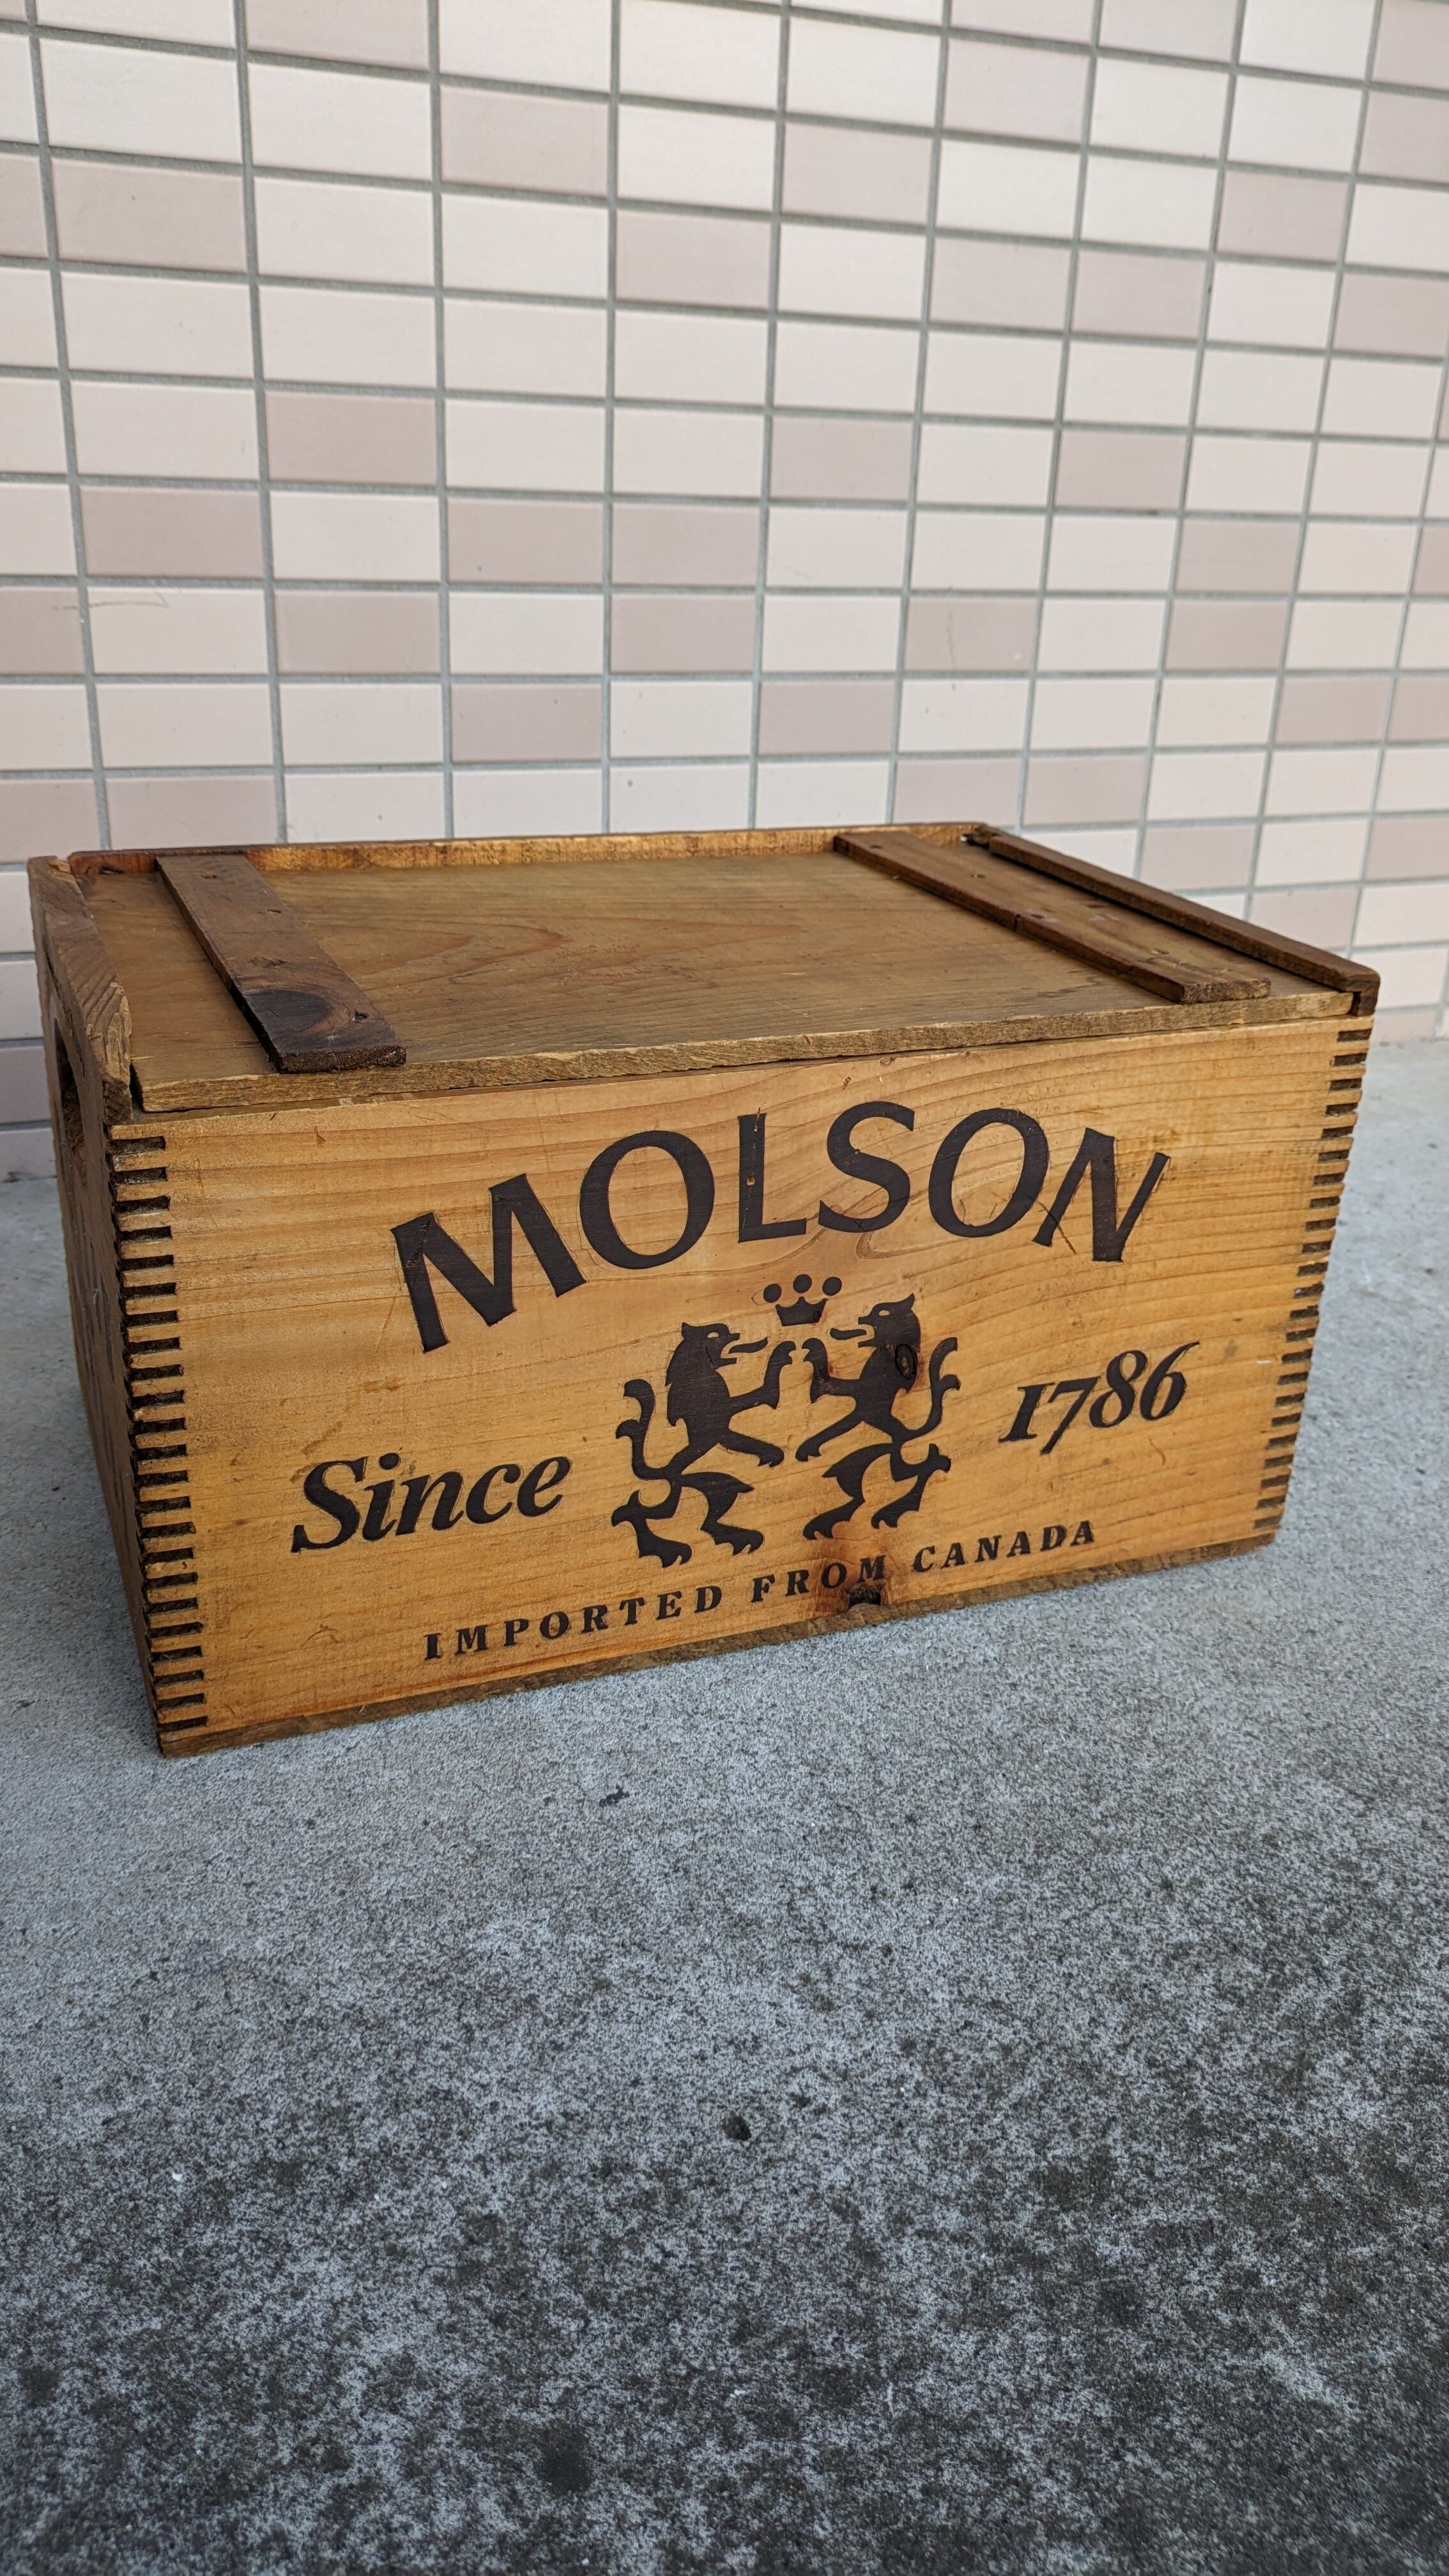 MOLSON
Since 1786
IMPORTED FROM CANADA